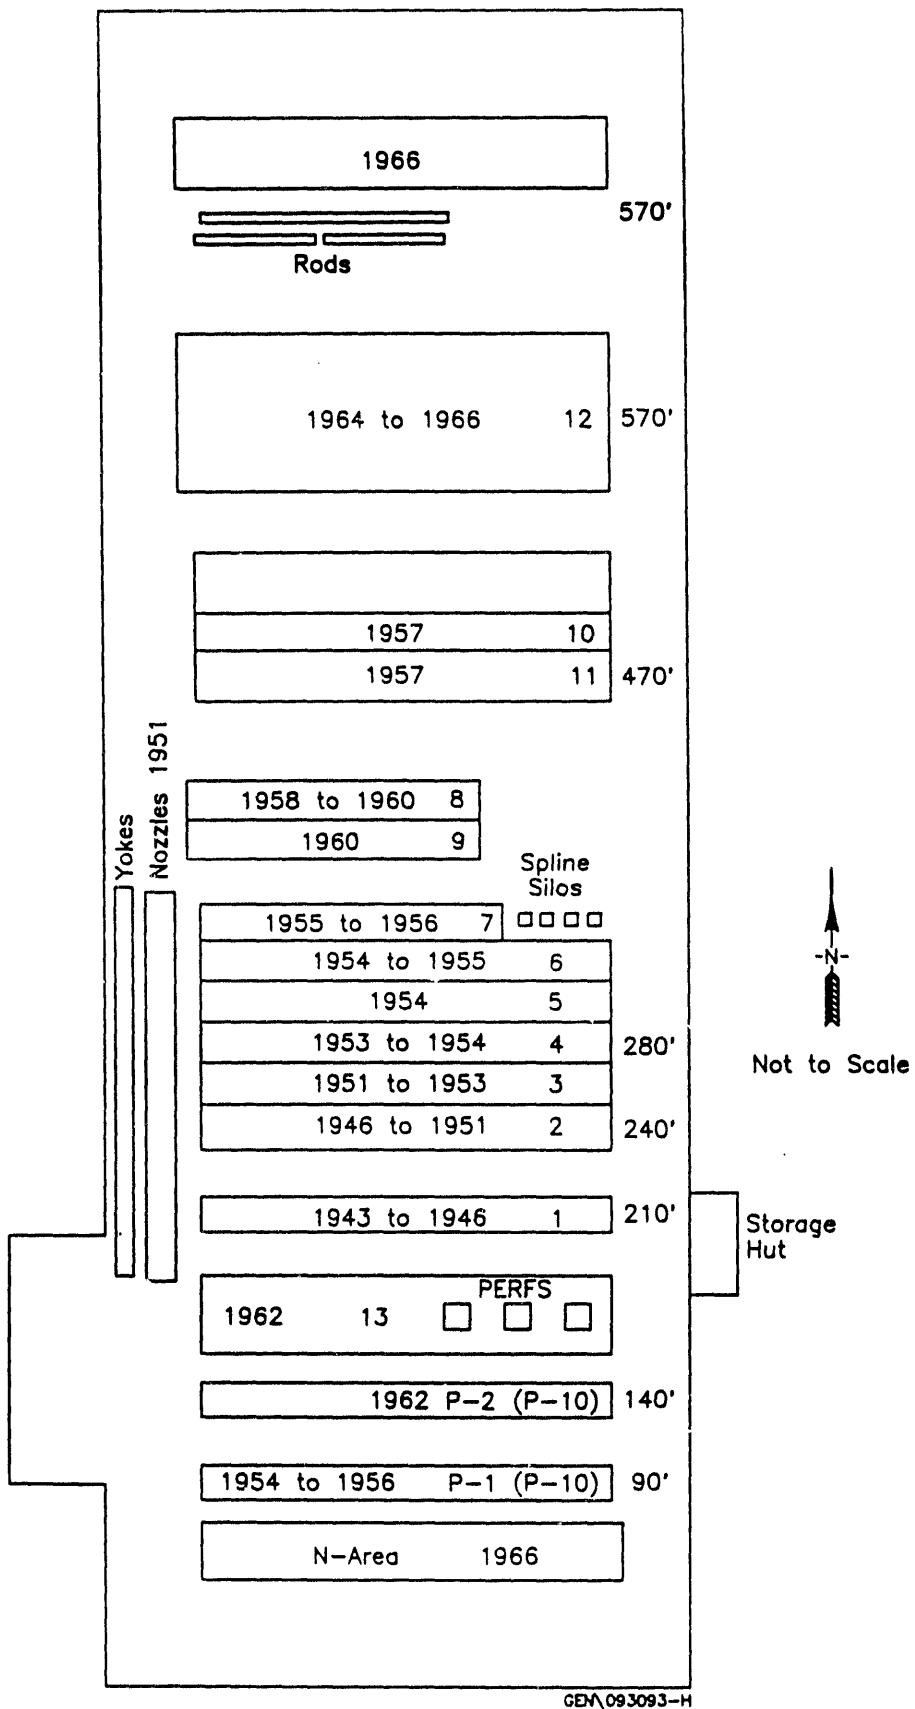 1966
570'
Rods
1964 to 1966 12 570'
1957 10
1957 11 470'
Yokes
Nozzles 1951
1958 to 1960 8
1960 9
Spline
Silos
1955 to 1956 7
1954 to 1955 6
1954 5
1953 to 1954 4 280'
1951 to 1953 3
1946 to 1951 2 240'
-N-
Not to Scale
1943 to 1946 1 210'
Storage
Hut
PERFS
1962 13
1962 P-2 (P-10) 140'
1954 to 1956 P-1 (P-10) 90'
N-Area 1966
GEN\093093-H